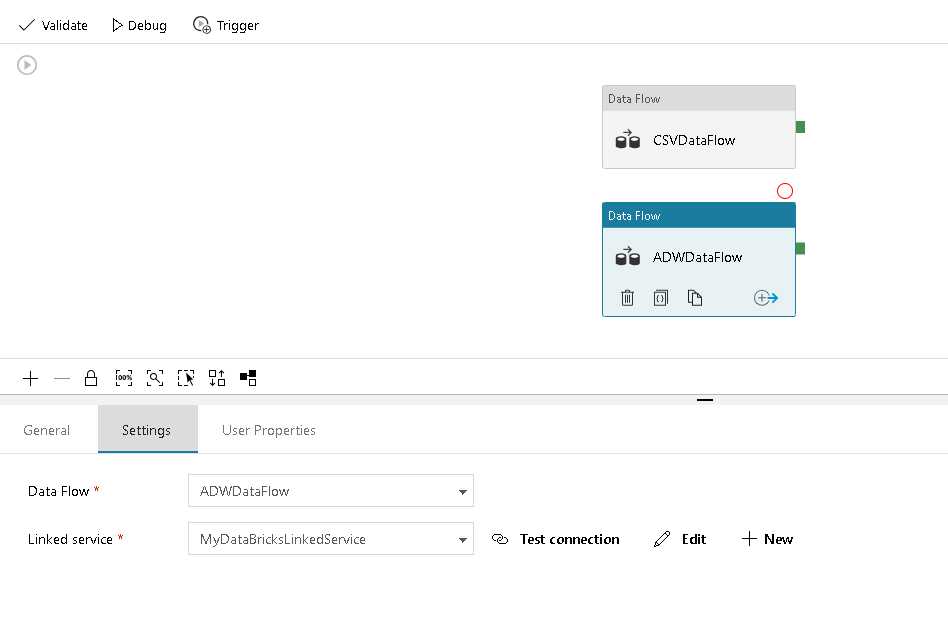 Validate Debug Trigger
Data Flow
CSVDataFlow
Data Flow
ADWDataFlow
100%
General Settings User Properties
Data Flow * ADWDataFlow
Linked service * MyDataBricksLinkedService Test connection Edit New